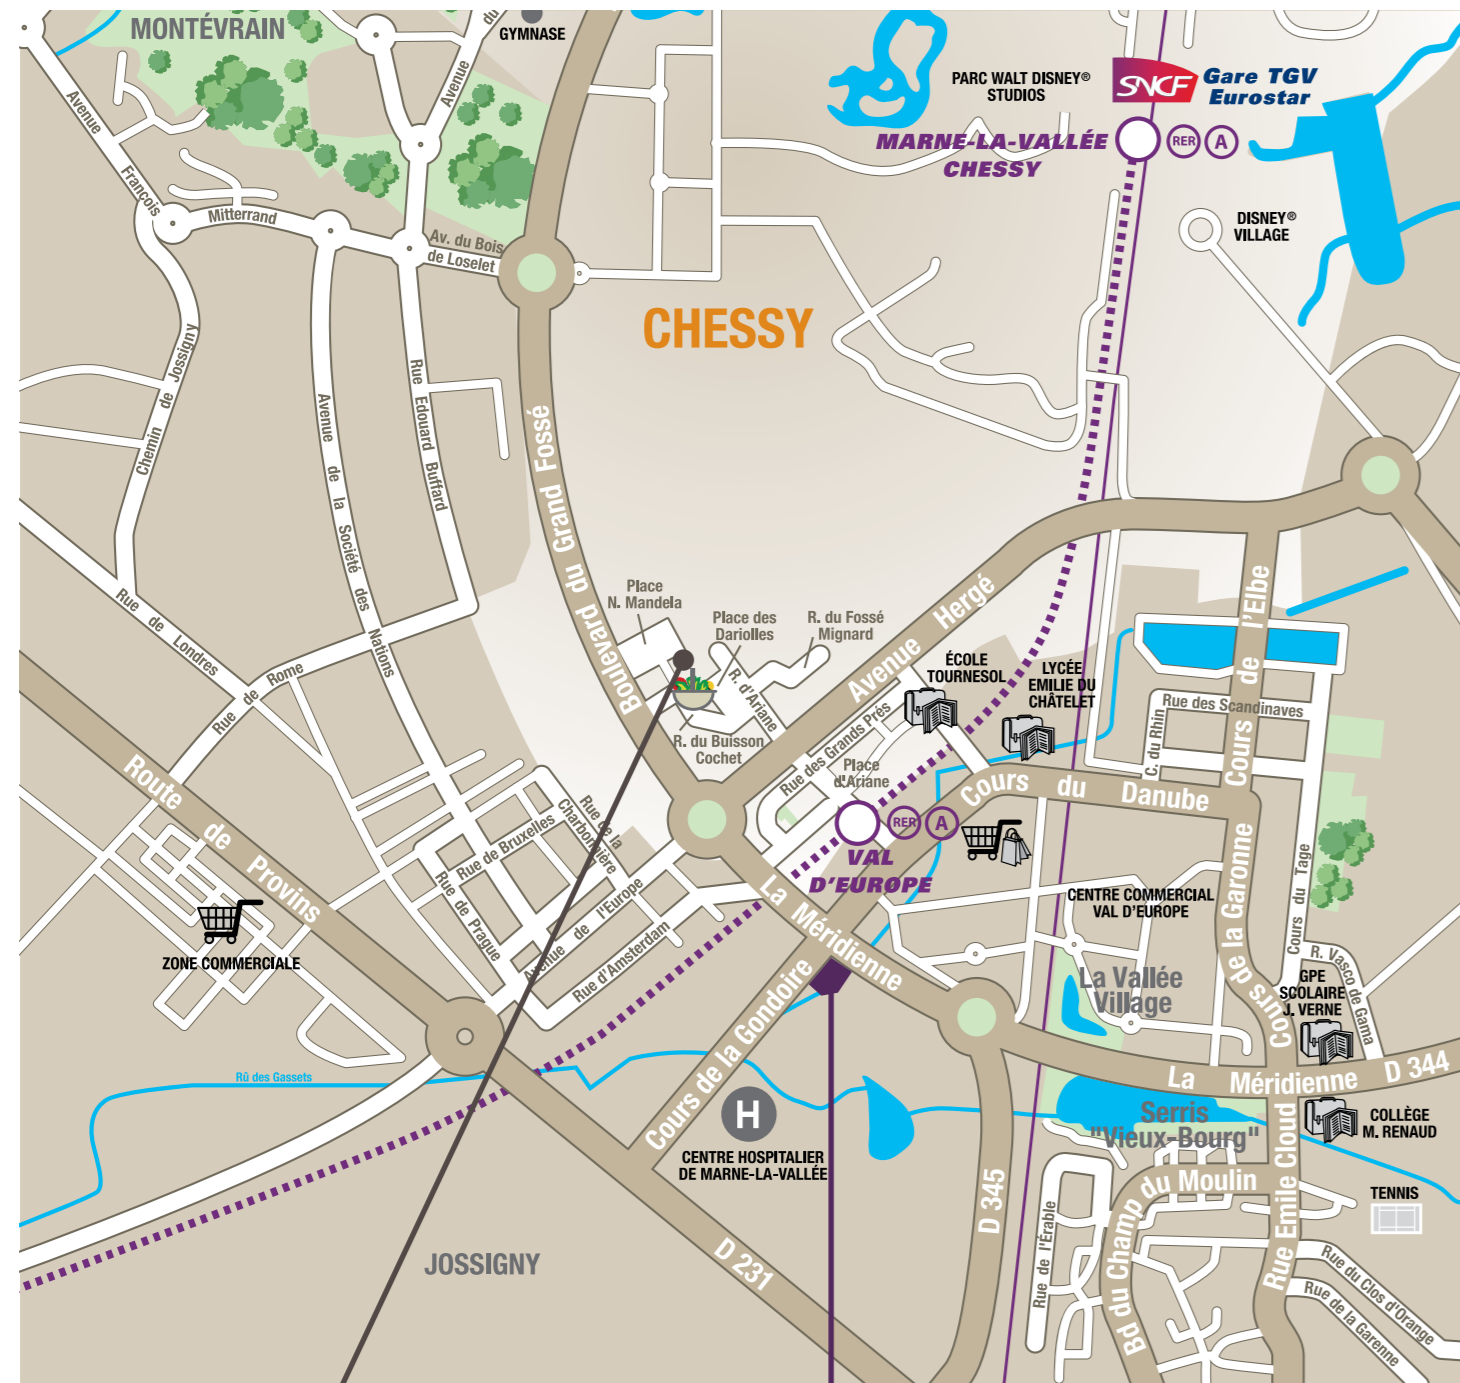 MONTÉVRAIN
GYMNASE
Avenue
du
Avenue
François
Mitterrand
Av. du Bois
de Loselet
PARC WALT DISNEY®
STUDIOS
SNCF
Gare TGV
Eurostar
MARNE-LA-VALLÉE
CHESSY
RER
A
DISNEY®
VILLAGE
CHESSY
Chemin de Jossigny
Avenue de la Société des Nations
Rue Edouard Buffard
Boulevard du Grand Fossé
Rue de Londres
Rue de Rome
Place
N. Mandela
Place des
Dariolles
R. du Fossé
Mignard
R. d'Ariane
R. du Buisson
Cochet
Avenue Hergé
ÉCOLE
TOURNESOL
LYCÉE
EMILIE DU
CHÂTELET
Rue des Grands Prés
Place
d'Ariane
Cours de l'Elbe
Rue des Scandinaves
C. du Rhin
Cours du Danube
RER
A
VAL
D'EUROPE
Route de Provins
ZONE COMMERCIALE
Rue de Bruxelles
Rue de la
Charbonnière
Rue de Prague
Avenue de l'Europe
Rue d'Amsterdam
La Méridienne
CENTRE COMMERCIAL
VAL D'EUROPE
Cours de la Garonne
Cours du Tage
R. Vasco de Gama
GPE
SCOLAIRE
J. VERNE
La Vallée
Village
Cours de la Gondoire
Rû des Gassets
La Méridienne D 344
H
CENTRE HOSPITALIER
DE MARNE-LA-VALLÉE
Serris
"Vieux-Bourg"
COLLÈGE
M. RENAUD
TENNIS
JOSSIGNY
D 231
D 345
Rue de l'Érable
Bd du Champ du Moulin
Rue Emile Cloud
Rue du Clos d'Orange
Rue de la Garenne